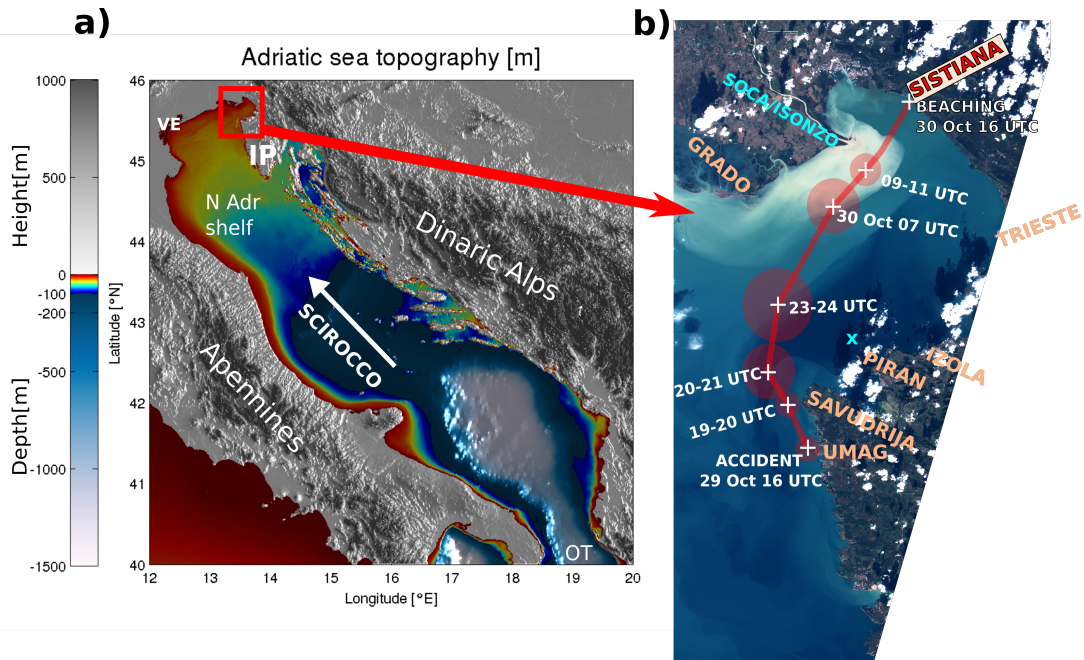 a)
Adriatic sea topography [m]
Height[m]
Depth[m]
1000
500
0
-100
-200
-500
-1000
-1500
46
45
44
43
42
41
40
Latitude [°N]
12
13
14
15
16
17
18
19
20
Longitude [°E]
VE
IP
N Adr
shelf
Dinaric Alps
SCIROCCO
Apennines
OT
b)
SISTIANA
BEACHING
30 Oct 16 UTC
SOCA/ISONZO
GRADO
09-11 UTC
30 Oct 07 UTC
TRIESTE
23-24 UTC
x
PIRAN
IZOLA
20-21 UTC
19-20 UTC
SAVUDRIJA
UMAG
ACCIDENT
29 Oct 16 UTC